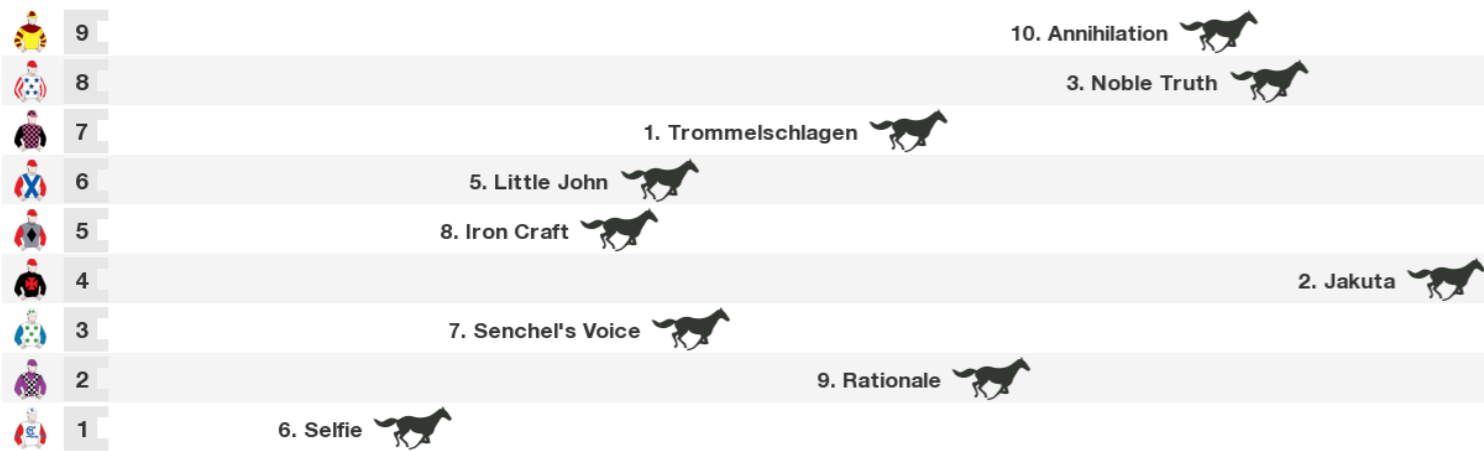 9 10. Annihilation
8 3. Noble Truth
7 1. Trommelschlagen
6 5. Little John
5 8. Iron Craft
4 2. Jakuta
3 7. Senchel's Voice
2 9. Rationale
1 6. Selfie